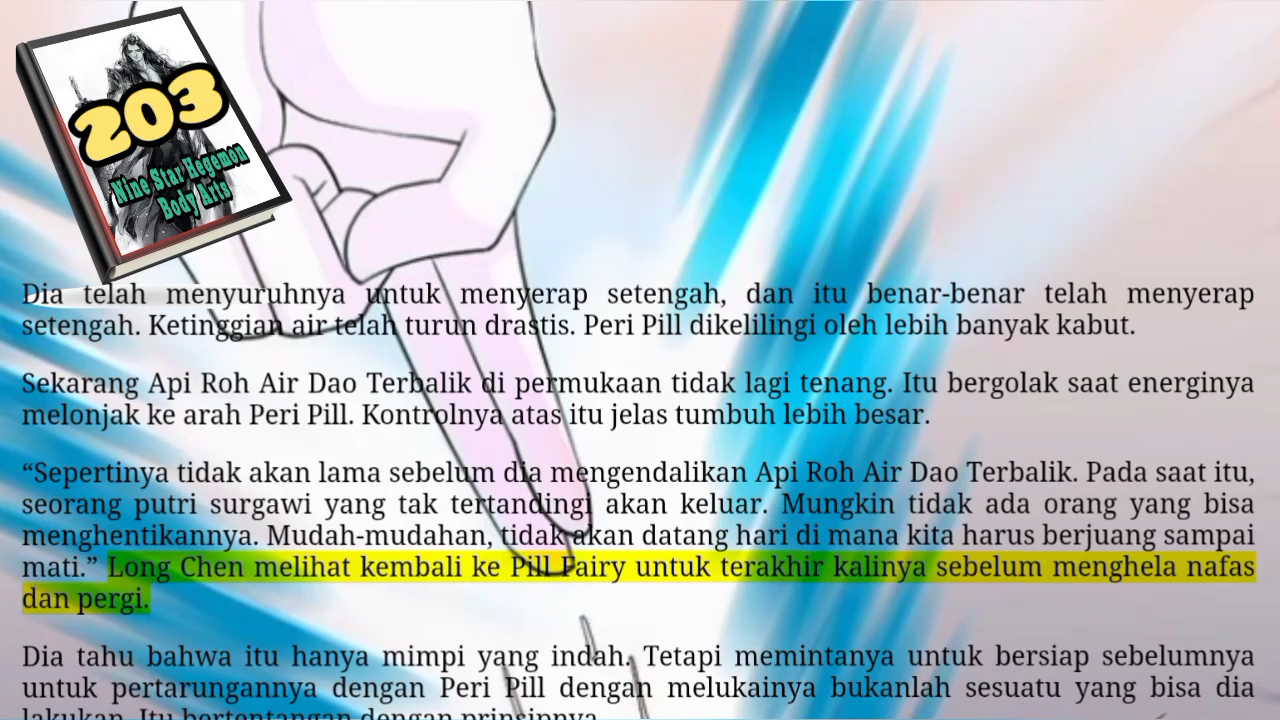 203
Nine Star Hegemon
Body Arts
Dia telah menyuruhnya untuk menyerap setengah, dan itu benar-benar telah menyerap
setengah. Ketinggian air telah turun drastis. Peri Pill dikelilingi oleh lebih banyak kabut.
Sekarang Api Roh Air Dao Terbalik di permukaan tidak lagi tenang. Itu bergolak saat energinya
melonjak ke arah Peri Pill. Kontrolnya atas itu jelas tumbuh lebih besar.
“Sepertinya tidak akan lama sebelum dia mengendalikan Api Roh Air Dao Terbalik. Pada saat itu,
seorang putri surgawi yang tak tertandingi akan keluar. Mungkin tidak ada orang yang bisa
menghentikannya. Mudah-mudahan, tidak akan datang hari di mana kita harus berjuang sampai
mati.” Long Chen melihat kembali ke Pill Fairy untuk terakhir kalinya sebelum menghela nafas
dan pergi.
Dia tahu bahwa itu hanya mimpi yang indah. Tetapi memintanya untuk bersiap sebelumnya
untuk pertarungannya dengan Peri Pill dengan melukainya bukanlah sesuatu yang bisa dia
lakukan. Itu bertentangan dengan prinsipnya.